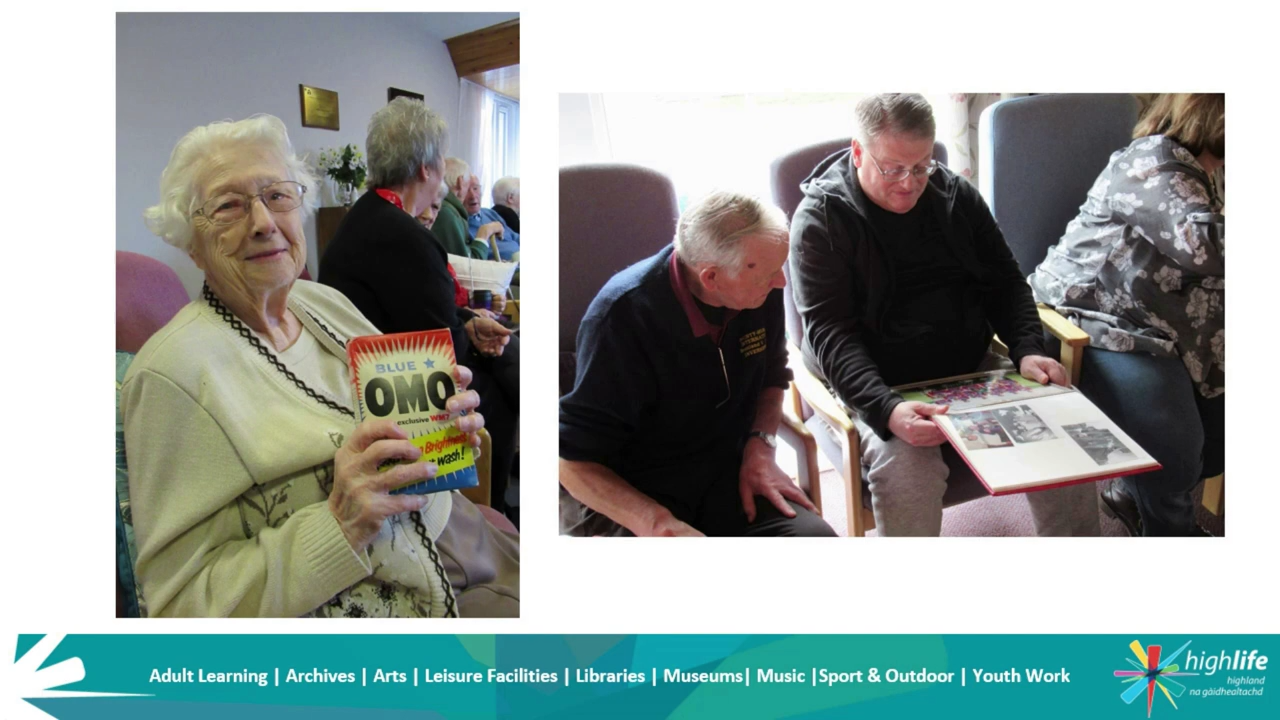 BLUE
OMO
exclusive
Brightness
wash!
Adult Learning | Archives | Arts | Leisure Facilities | Libraries | Museums| Music |Sport & Outdoor | Youth Work
highlife
highland
na gàidhealtachd